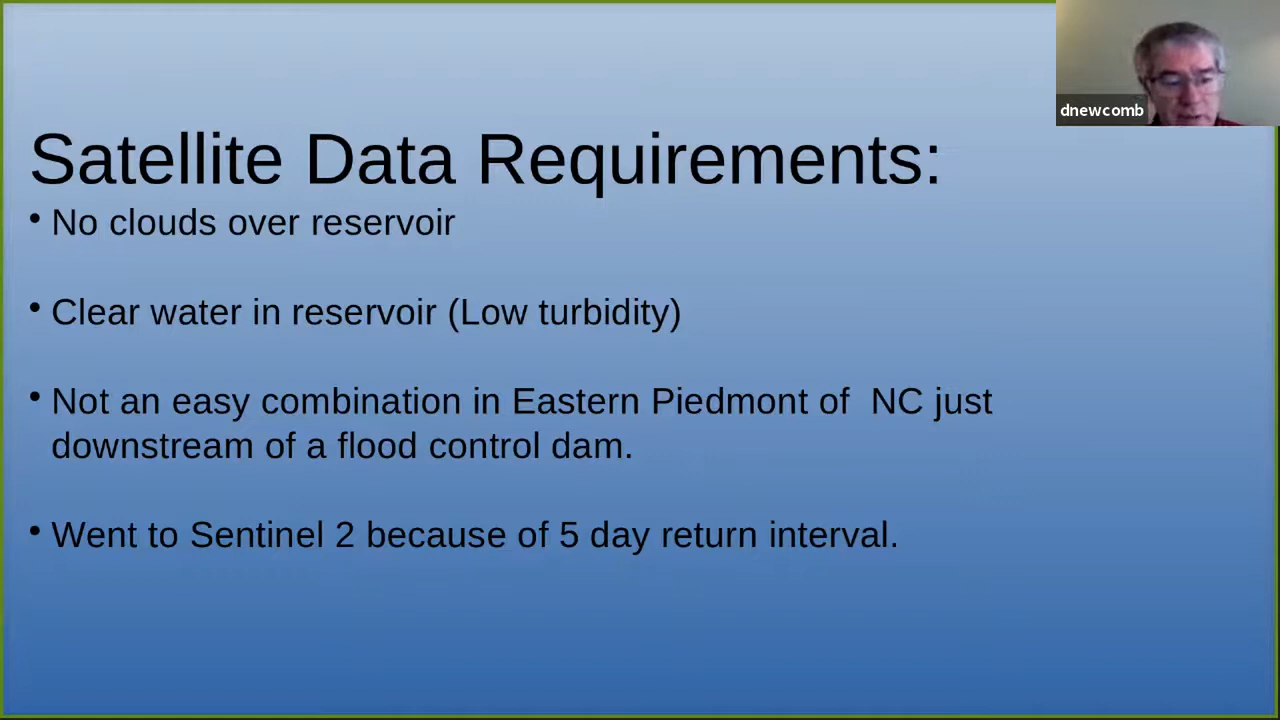 dnewcomb
Satellite Data Requirements:
• No clouds over reservoir
• Clear water in reservoir (Low turbidity)
• Not an easy combination in Eastern Piedmont of  NC just
downstream of a flood control dam.
• Went to Sentinel 2 because of 5 day return interval.